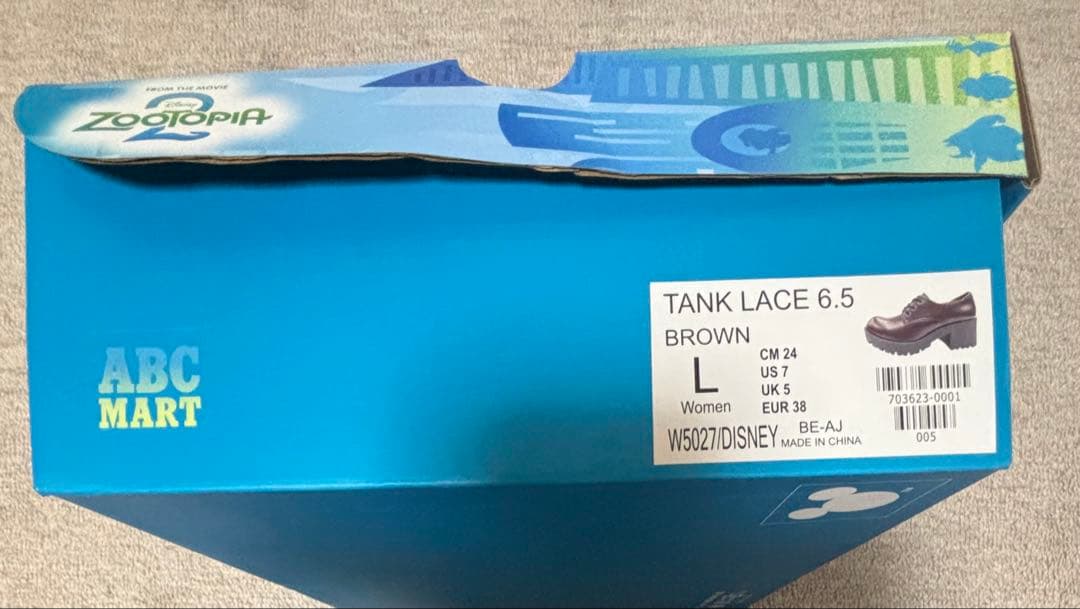 FROM THE MOVIE
Disney
ZOOTOPIA
2
ABC
MART
TANK LACE 6.5
BROWN
L
Women
CM 24
US 7
UK 5
EUR 38
W5027/DISNEY
BE-AJ
MADE IN CHINA
703623-0001
005